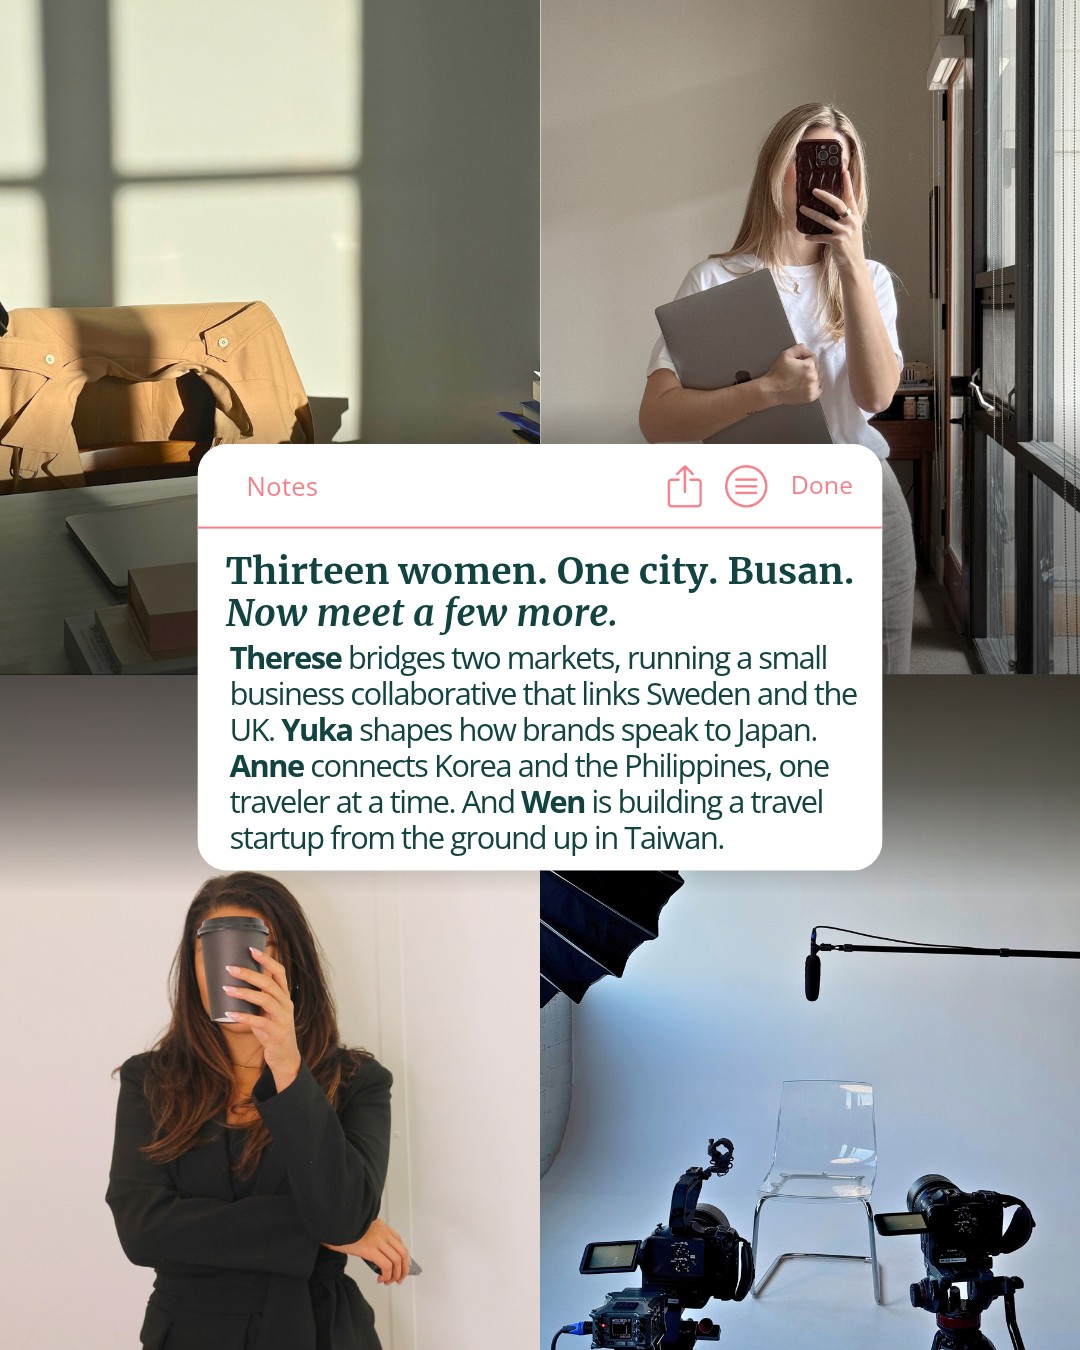 Notes
Done
Thirteen women. One city. Busan.
Now meet a few more.
Therese bridges two markets, running a small
business collaborative that links Sweden and the
UK. Yuka shapes how brands speak to Japan.
Anne connects Korea and the Philippines, one
traveler at a time. And Wen is building a travel
startup from the ground up in Taiwan.